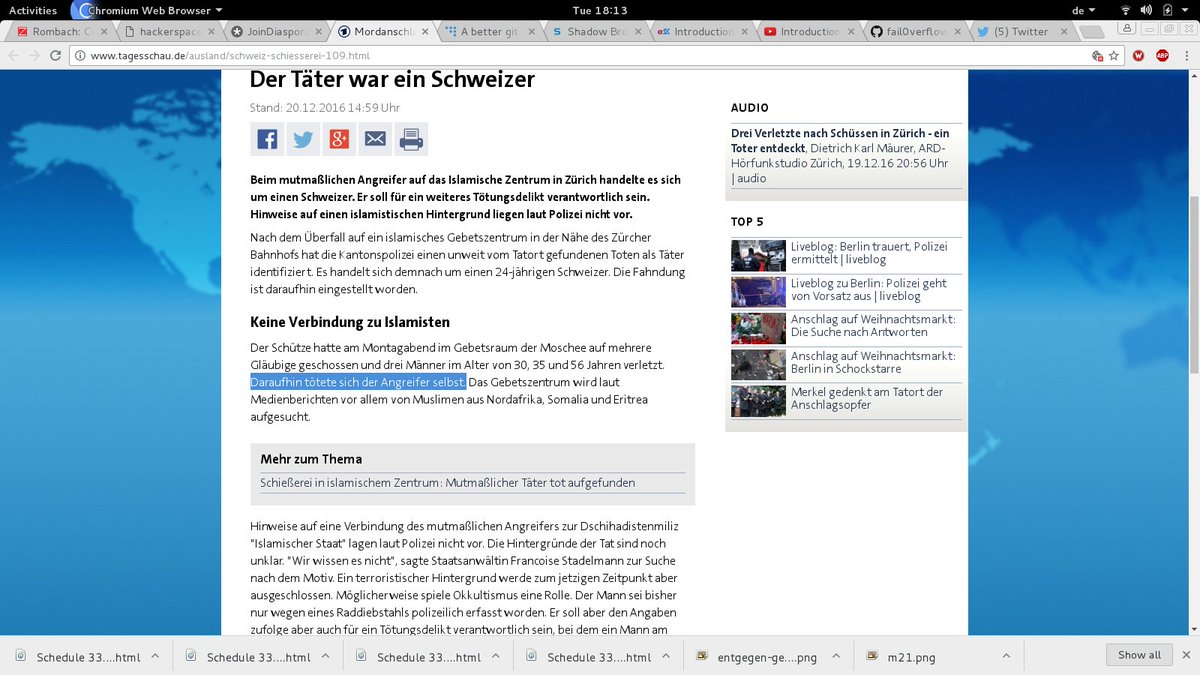 Activities
Chromium Web Browser
Tue 18:13
de
Rombach: C
hackerspace
JoinDiaspora
Mordansch
A better git
Shadow Bro
Introduction
Introduction
fail0verflow
(5) Twitter
www.tagesschau.de/ausland/schweiz-schiesserei-109.html
W
ABP
Der Täter war ein Schweizer
Stand: 20.12.2016 14:59 Uhr
Beim mutmaßlichen Angreifer auf das Islamische Zentrum in Zürich handelte es sich
um einen Schweizer. Er soll für ein weiteres Tötungsdelikt verantwortlich sein.
Hinweise auf einen islamistischen Hintergrund liegen laut Polizei nicht vor.
Nach dem Überfall auf ein islamisches Gebetszentrum in der Nähe des Zürcher
Bahnhofs hat die Kantonspolizei einen unweit vom Tatort gefundenen Toten als Täter
identifiziert. Es handelt sich demnach um einen 24-jährigen Schweizer. Die Fahndung
ist daraufhin eingestellt worden.
Keine Verbindung zu Islamisten
Der Schütze hatte am Montagabend im Gebetsraum der Moschee auf mehrere
Gläubige geschossen und drei Männer im Alter von 30, 35 und 56 Jahren verletzt.
Daraufhin tötete sich der Angreifer selbst. Das Gebetszentrum wird laut
Medienberichten vor allem von Muslimen aus Nordafrika, Somalia und Eritrea
aufgesucht.
Mehr zum Thema
Schießerei in islamischem Zentrum: Mutmaßlicher Täter tot aufgefunden
Hinweise auf eine Verbindung des mutmaßlichen Angreifers zur Dschihadistenmiliz
"Islamischer Staat" lagen laut Polizei nicht vor. Die Hintergründe der Tat sind noch
unklar. "Wir wissen es nicht", sagte Staatsanwältin Francoise Stadelmann zur Suche
nach dem Motiv. Ein terroristischer Hintergrund werde zum jetzigen Zeitpunkt aber
ausgeschlossen. Möglicherweise spiele Okkultismus eine Rolle. Der Mann sei bisher
nur wegen eines Raddiebstahls polizeilich erfasst worden. Er soll aber den Angaben
zufolge aber auch für ein Tötungsdelikt verantwortlich sein, bei dem ein Mann am
AUDIO
Drei Verletzte nach Schüssen in Zürich - ein
Toter entdeckt, Dietrich Karl Mäurer, ARD-
Hörfunkstudio Zürich, 19.12.16 20:56 Uhr
| audio
TOP 5
Liveblog: Berlin trauert, Polizei
ermittelt | liveblog
Liveblog zu Berlin: Polizei geht
von Vorsatz aus | liveblog
Anschlag auf Weihnachtsmarkt:
Die Suche nach Antworten
Anschlag auf Weihnachtsmarkt:
Berlin in Schockstarre
Merkel gedenkt am Tatort der
Anschlagsopfer
Schedule 33....html
Schedule 33....html
Schedule 33....html
Schedule 33....html
entgegen-ge....png
m21.png
Show all